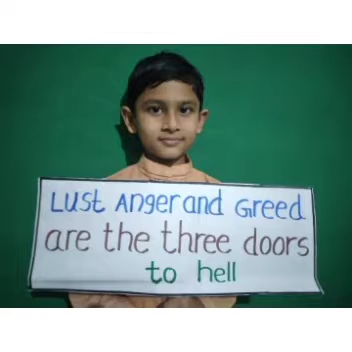 Lust Anger and Greed
are the three doors
to hell